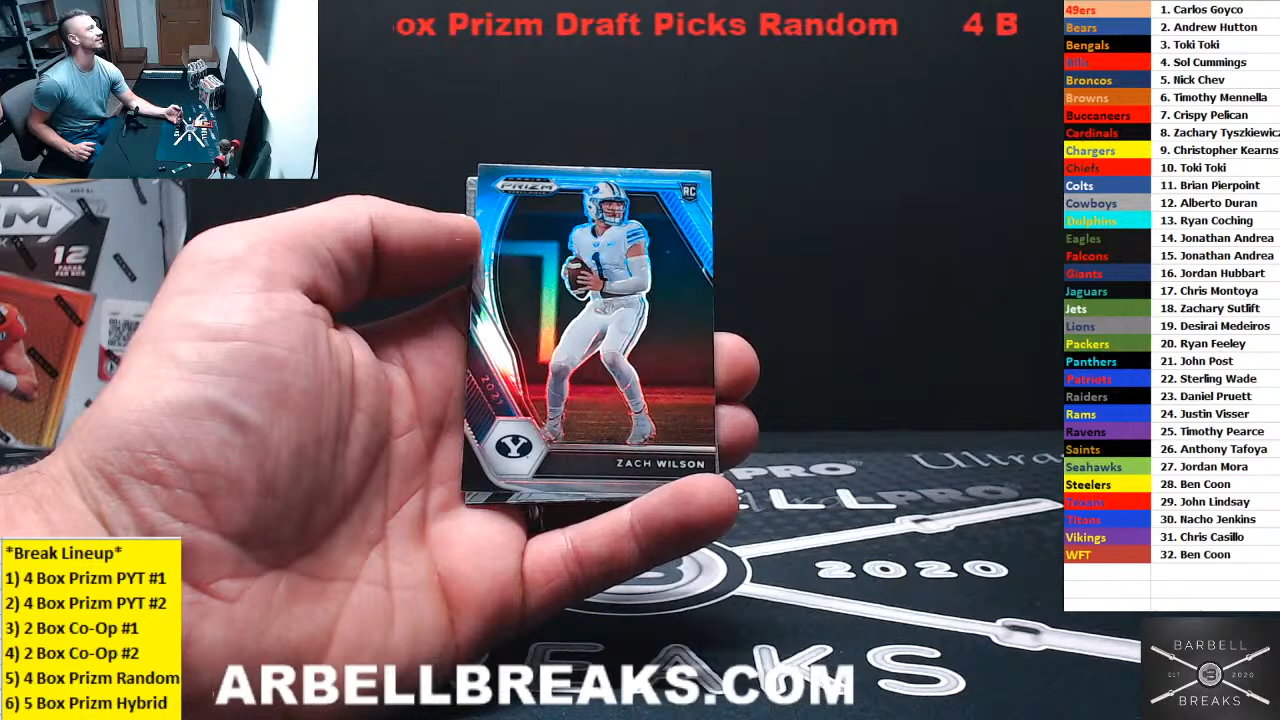 ox Prizm Draft Picks Random 4 B
PRIZM
12
PACKS
PER BOX
PRIZM
RC
2021
Y
ZACH WILSON
PRO
Ultra
2020
ARBELLBREAKS.COM
*Break Lineup*
1) 4 Box Prizm PYT #1
2) 4 Box Prizm PYT #2
3) 2 Box Co-Op #1
4) 2 Box Co-Op #2
5) 4 Box Prizm Random
6) 5 Box Prizm Hybrid
49ers 1. Carlos Goyco
Bears 2. Andrew Hutton
Bengals 3. Toki Toki
Bills 4. Sol Cummings
Broncos 5. Nick Chev
Browns 6. Timothy Mennella
Buccaneers 7. Crispy Pelican
Cardinals 8. Zachary Tyszkiewicz
Chargers 9. Christopher Kearns
Chiefs 10. Toki Toki
Colts 11. Brian Pierpoint
Cowboys 12. Alberto Duran
Dolphins 13. Ryan Coching
Eagles 14. Jonathan Andrea
Falcons 15. Jonathan Andrea
Giants 16. Jordan Hubbart
Jaguars 17. Chris Montoya
Jets 18. Zachary Sutlift
Lions 19. Desirai Medeiros
Packers 20. Ryan Feeley
Panthers 21. John Post
Patriots 22. Sterling Wade
Raiders 23. Daniel Pruett
Rams 24. Justin Visser
Ravens 25. Timothy Pearce
Saints 26. Anthony Tafoya
Seahawks 27. Jordan Mora
Steelers 28. Ben Coon
Texans 29. John Lindsay
Titans 30. Nacho Jenkins
Vikings 31. Chris Casillo
WFT 32. Ben Coon
BARBELL
EST 2020
BREAKS